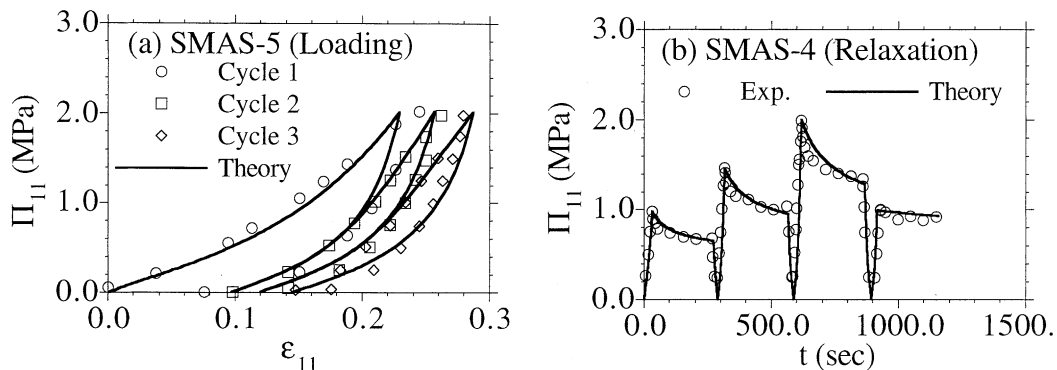 3.0
(a) SMAS-5 (Loading)
Cycle 1
Cycle 2
Cycle 3
Theory
2.0
1.0
0.0
Π11 (MPa)
0.0 0.1 0.2 0.3
ε11
3.0
(b) SMAS-4 (Relaxation)
Exp. Theory
2.0
1.0
0.0
Π11 (MPa)
0.0 500.0 1000.0 1500.
t (sec)